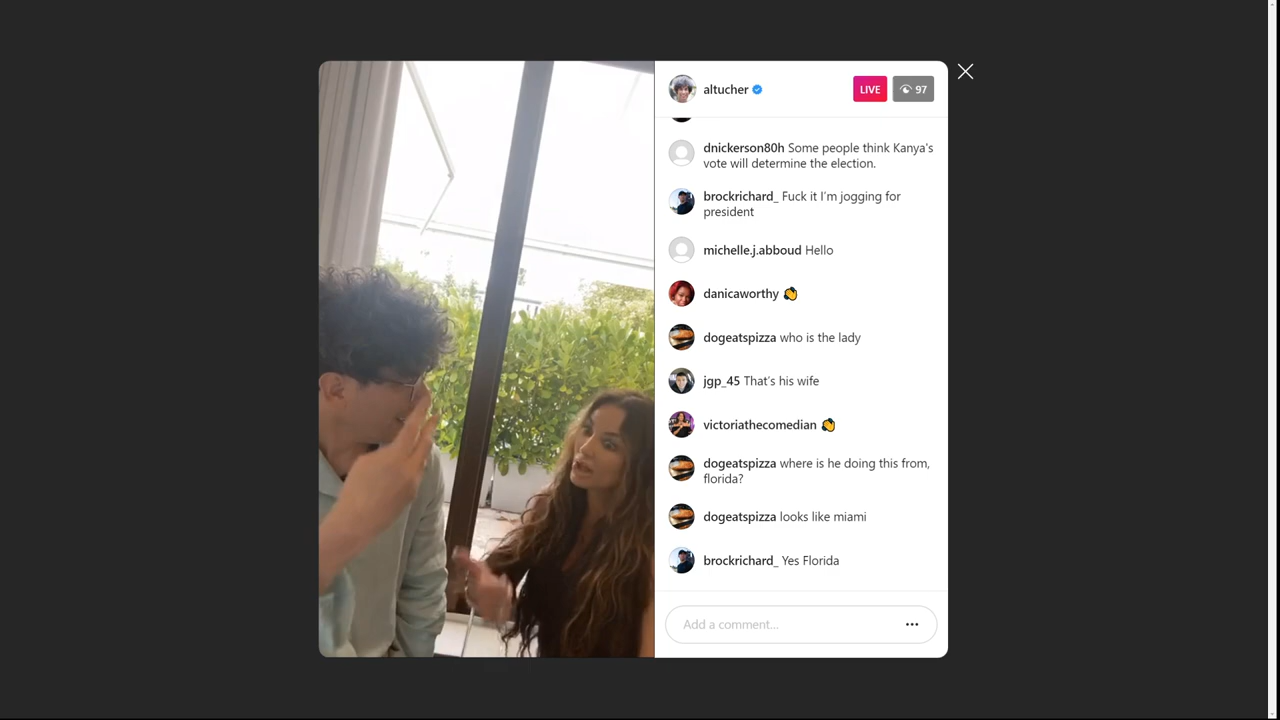 altucher
LIVE
97
dnickerson80h Some people think Kanya's
vote will determine the election.
brockrichard_ Fuck it I'm jogging for
president
michelle.j.abboud Hello
danicaworthy 👏
dogeatspizza who is the lady
jgp_45 That's his wife
victoriathecomedian 👏
dogeatspizza where is he doing this from,
florida?
dogeatspizza looks like miami
brockrichard_ Yes Florida
Add a comment...